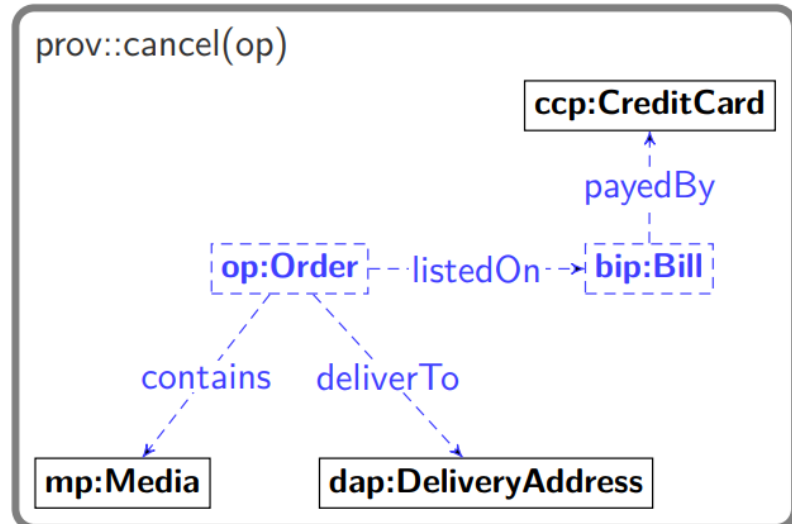 prov::cancel(op)
ccp:CreditCard
payedBy
op:Order
listedOn
bip:Bill
contains
deliverTo
mp:Media
dap:DeliveryAddress